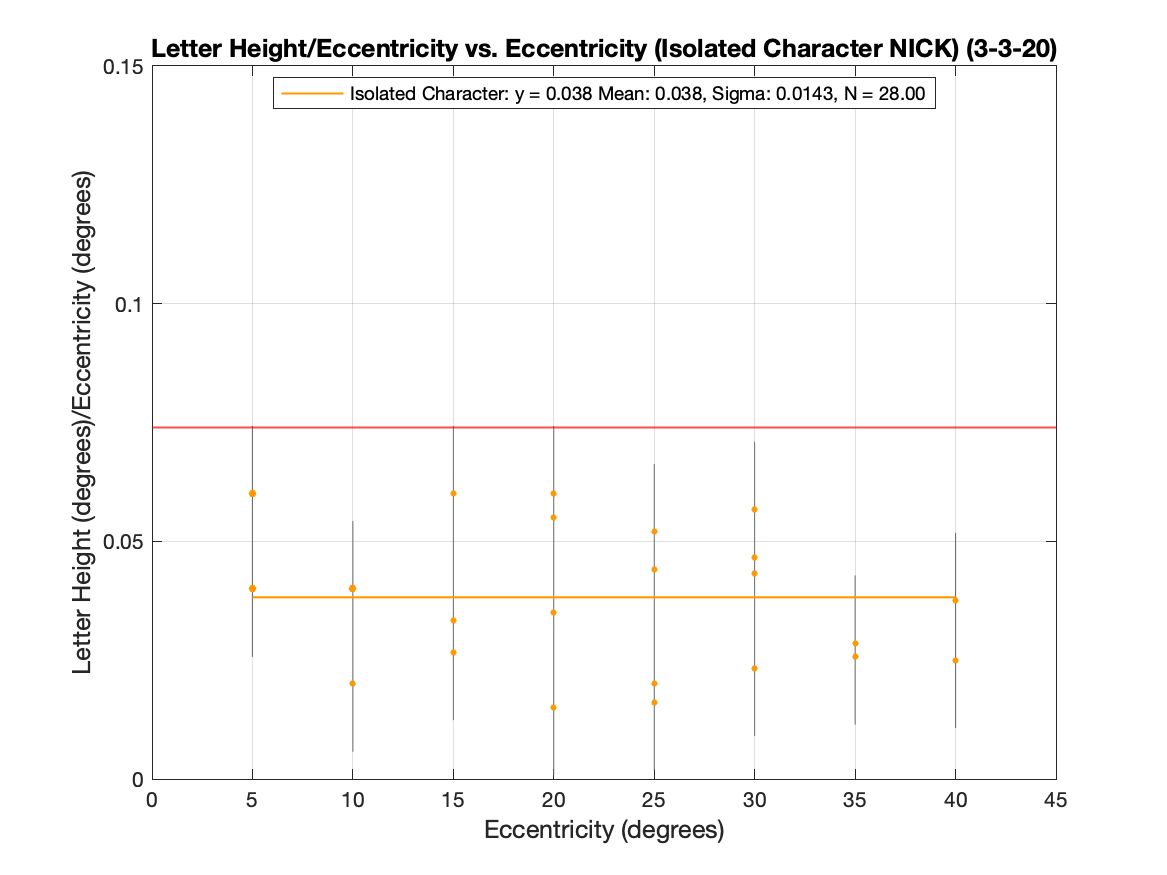 Letter Height/Eccentricity vs. Eccentricity (Isolated Character NICK) (3-3-20)
Isolated Character: y = 0.038 Mean: 0.038, Sigma: 0.0143, N = 28.00
Letter Height (degrees)/Eccentricity (degrees)
0.15
0.1
0.05
0
0 5 10 15 20 25 30 35 40 45
Eccentricity (degrees)